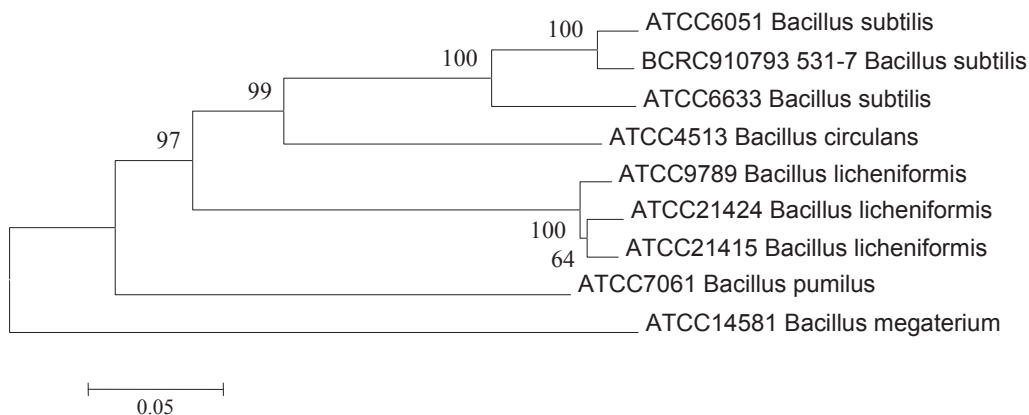 ATCC6051 Bacillus subtilis
100
BCRC910793 531-7 Bacillus subtilis
100
ATCC6633 Bacillus subtilis
99
ATCC4513 Bacillus circulans
97
ATCC9789 Bacillus licheniformis
ATCC21424 Bacillus licheniformis
100
ATCC21415 Bacillus licheniformis
64
ATCC7061 Bacillus pumilus
ATCC14581 Bacillus megaterium
0.05